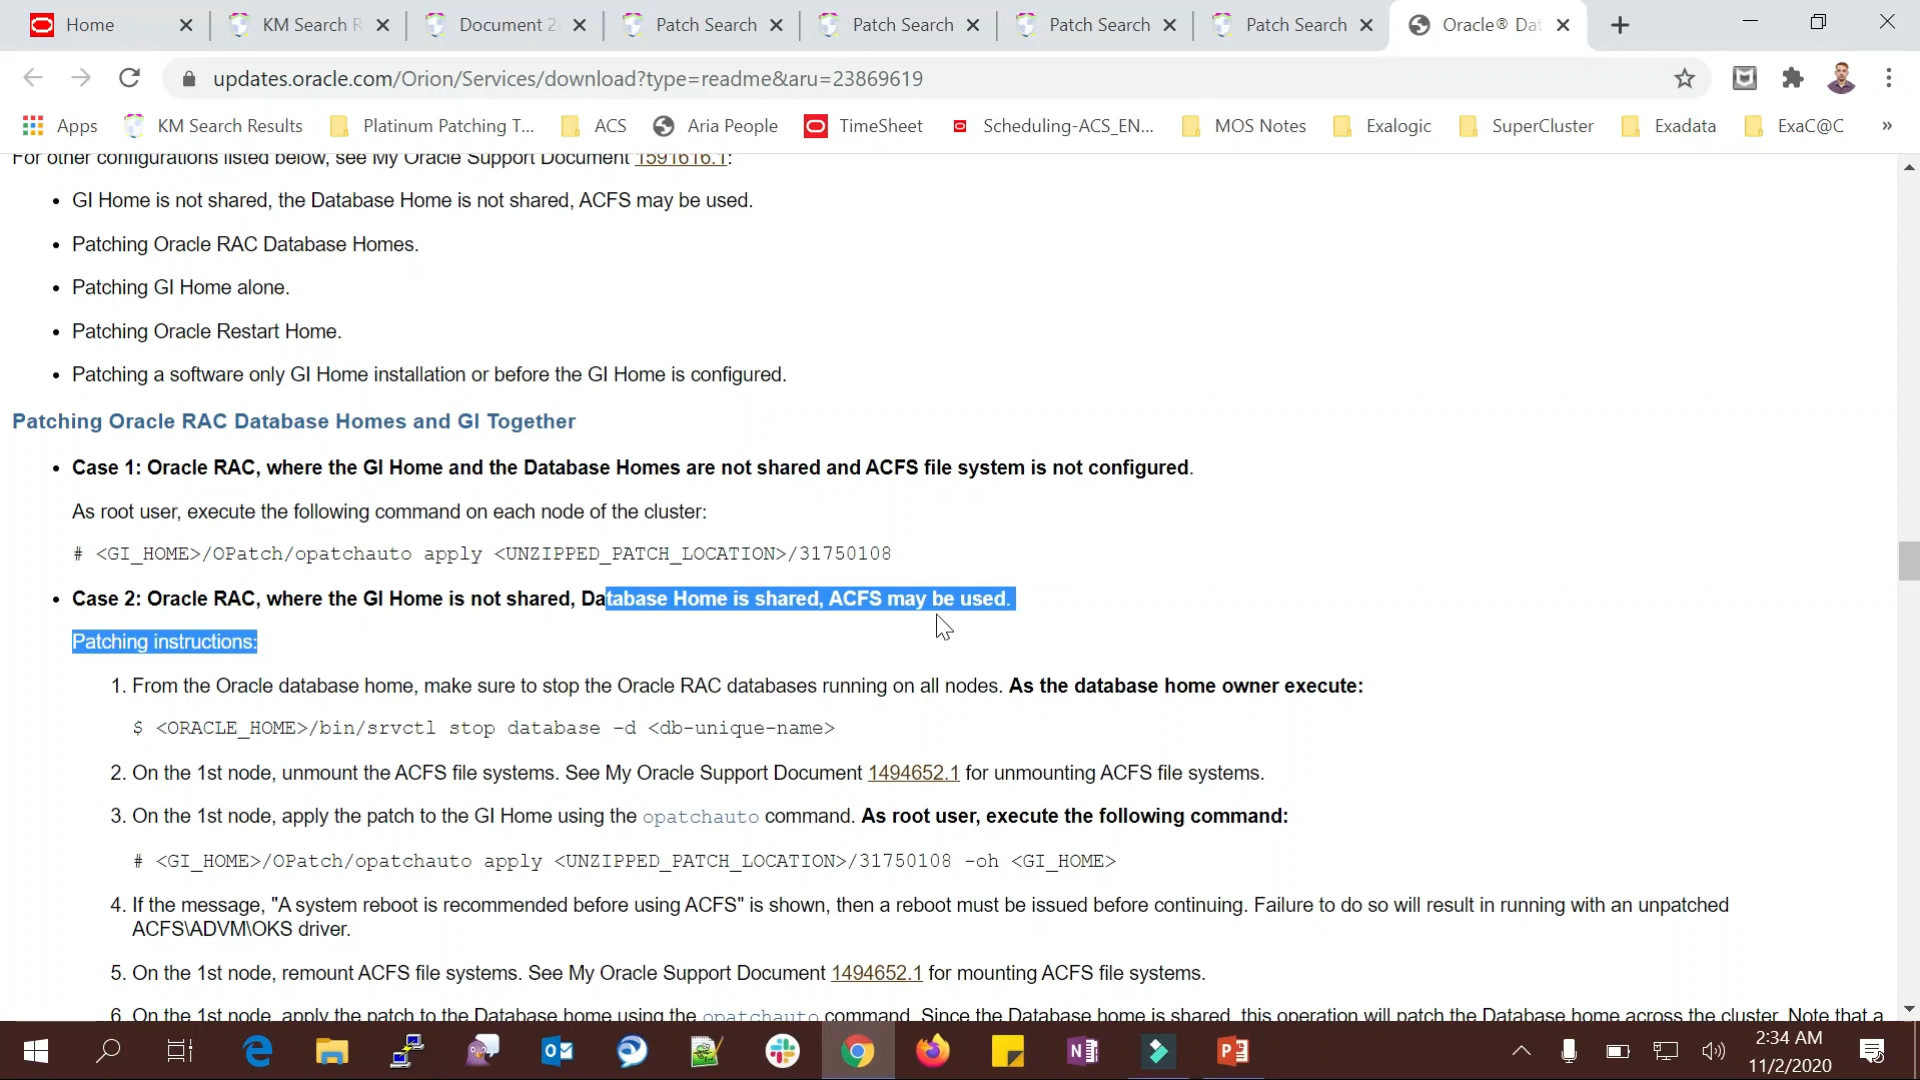 Home
KM Search R
Document 2
Patch Search
Patch Search
Patch Search
Patch Search
Oracle® Dat
updates.oracle.com/Orion/Services/download?type=readme&aru=23869619
Apps
KM Search Results
Platinum Patching T...
ACS
Aria People
TimeSheet
Scheduling-ACS_EN...
MOS Notes
Exalogic
SuperCluster
Exadata
ExaC@C
»
For other configurations listed below, see My Oracle Support Document 1591616.1:
• GI Home is not shared, the Database Home is not shared, ACFS may be used.
• Patching Oracle RAC Database Homes.
• Patching GI Home alone.
• Patching Oracle Restart Home.
• Patching a software only GI Home installation or before the GI Home is configured.
Patching Oracle RAC Database Homes and GI Together
• Case 1: Oracle RAC, where the GI Home and the Database Homes are not shared and ACFS file system is not configured.
As root user, execute the following command on each node of the cluster:
# <GI_HOME>/OPatch/opatchauto apply <UNZIPPED_PATCH_LOCATION>/31750108
• Case 2: Oracle RAC, where the GI Home is not shared, Database Home is shared, ACFS may be used.
Patching instructions:
1. From the Oracle database home, make sure to stop the Oracle RAC databases running on all nodes. As the database home owner execute:
$ <ORACLE_HOME>/bin/srvctl stop database -d <db-unique-name>
2. On the 1st node, unmount the ACFS file systems. See My Oracle Support Document 1494652.1 for unmounting ACFS file systems.
3. On the 1st node, apply the patch to the GI Home using the opatchauto command. As root user, execute the following command:
# <GI_HOME>/OPatch/opatchauto apply <UNZIPPED_PATCH_LOCATION>/31750108 -oh <GI_HOME>
4. If the message, "A system reboot is recommended before using ACFS" is shown, then a reboot must be issued before continuing. Failure to do so will result in running with an unpatched
ACFS\ADVM\OKS driver.
5. On the 1st node, remount ACFS file systems. See My Oracle Support Document 1494652.1 for mounting ACFS file systems.
6. On the 1st node, apply the patch to the Database home using the opatchauto command. Since the Database home is shared, this operation will patch the Database home across the cluster. Note that a
2:34 AM
11/2/2020